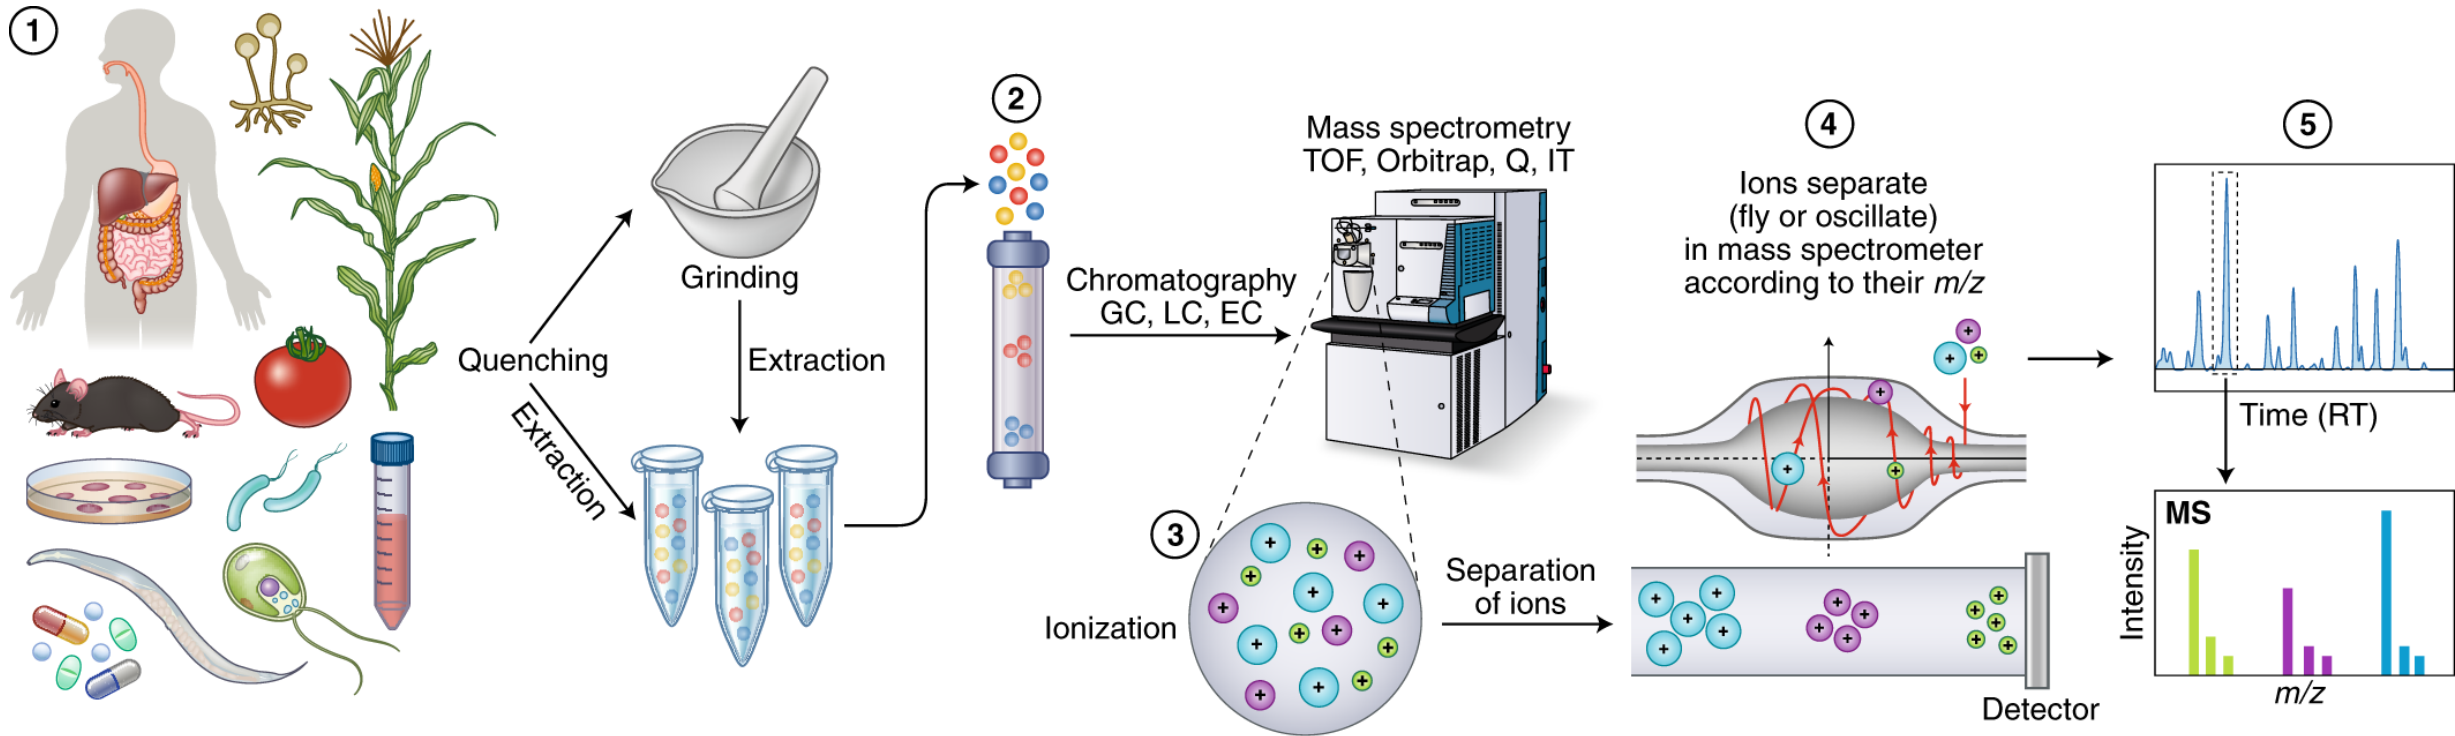 1
Quenching
Grinding
Extraction
Extraction
2
Chromatography
GC, LC, EC
Mass spectrometry
TOF, Orbitrap, Q, IT
3
Ionization
+ + + + + + + + + + + + + + + +
Separation
of ions
4
Ions separate
(fly or oscillate)
in mass spectrometer
according to their m/z
+ + +
+ + +
+ + + + + + + + + + + + + +
Detector
5
Time (RT)
MS
Intensity
m/z